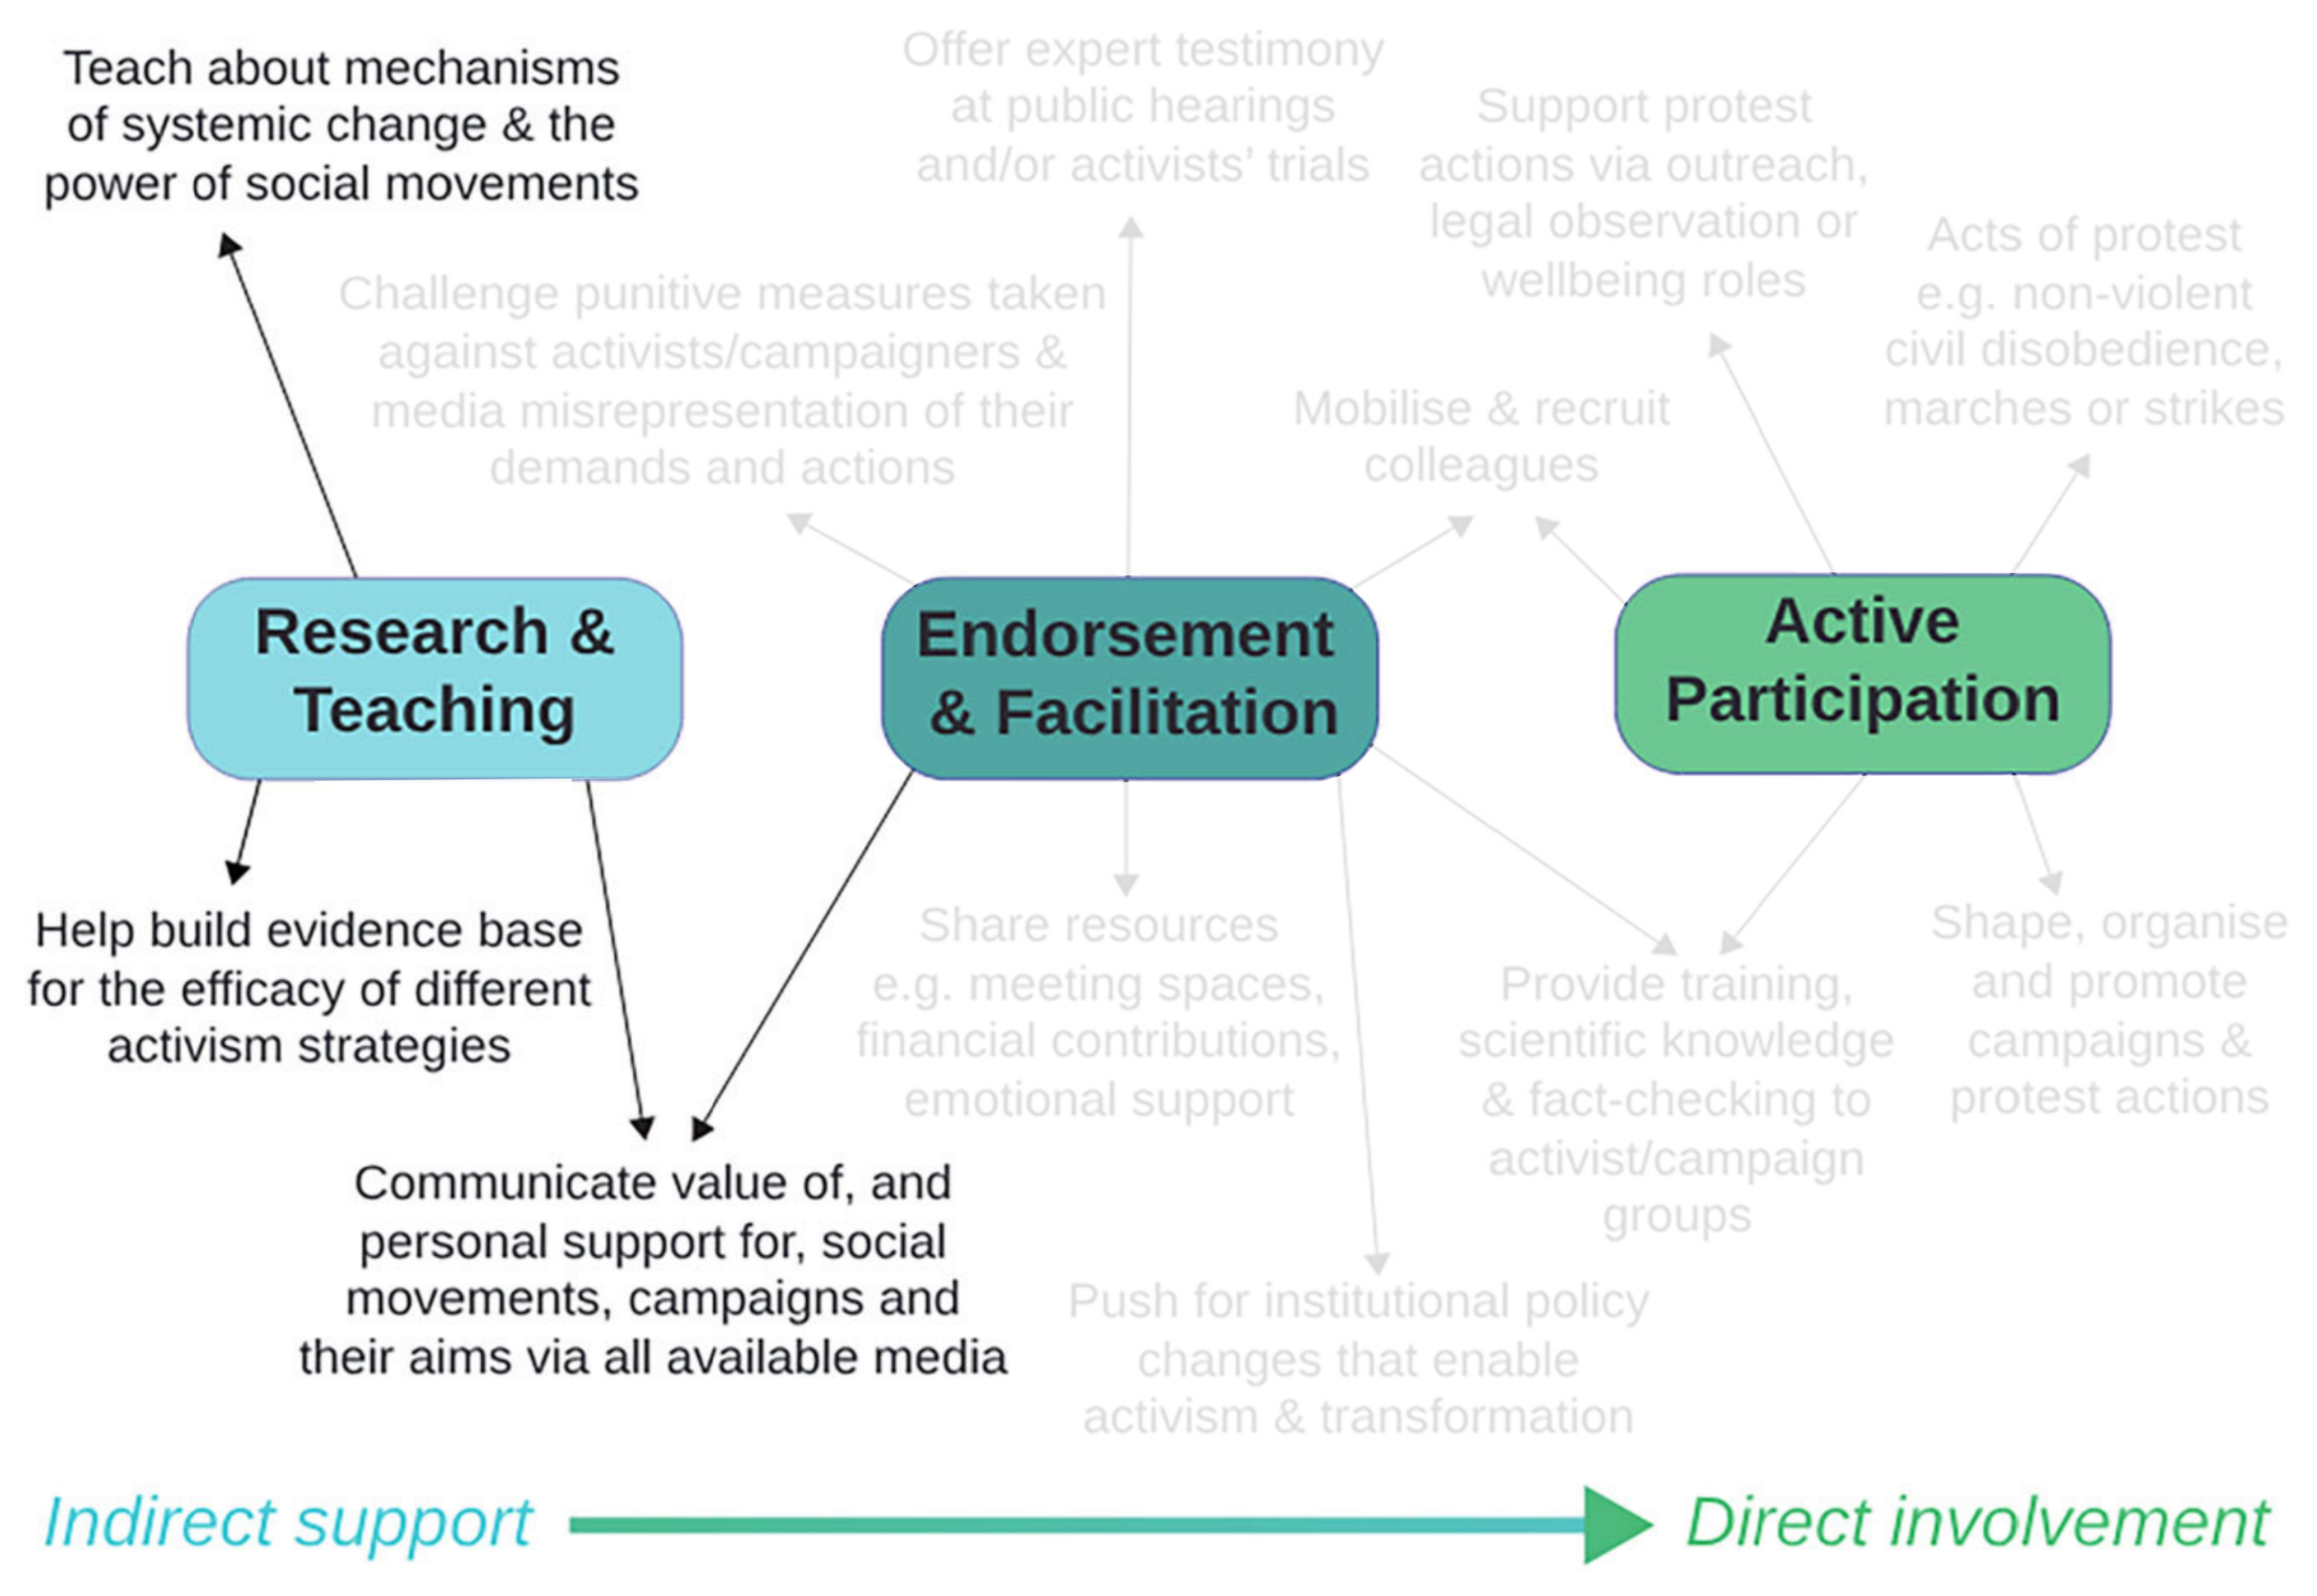 Teach about mechanisms
of systemic change & the
power of social movements
Offer expert testimony
at public hearings
and/or activists’ trials
Support protest
actions via outreach,
legal observation or
wellbeing roles
Acts of protest
e.g. non-violent
civil disobedience,
marches or strikes
Challenge punitive measures taken
against activists/campaigners &
media misrepresentation of their
demands and actions
Mobilise & recruit
colleagues
Research &
Teaching
Endorsement
& Facilitation
Active
Participation
Help build evidence base
for the efficacy of different
activism strategies
Communicate value of, and
personal support for, social
movements, campaigns and
their aims via all available media
Share resources
e.g. meeting spaces,
financial contributions,
emotional support
Push for institutional policy
changes that enable
activism & transformation
Provide training,
scientific knowledge
& fact-checking to
activist/campaign
groups
Shape, organise
and promote
campaigns &
protest actions
Indirect support
Direct involvement